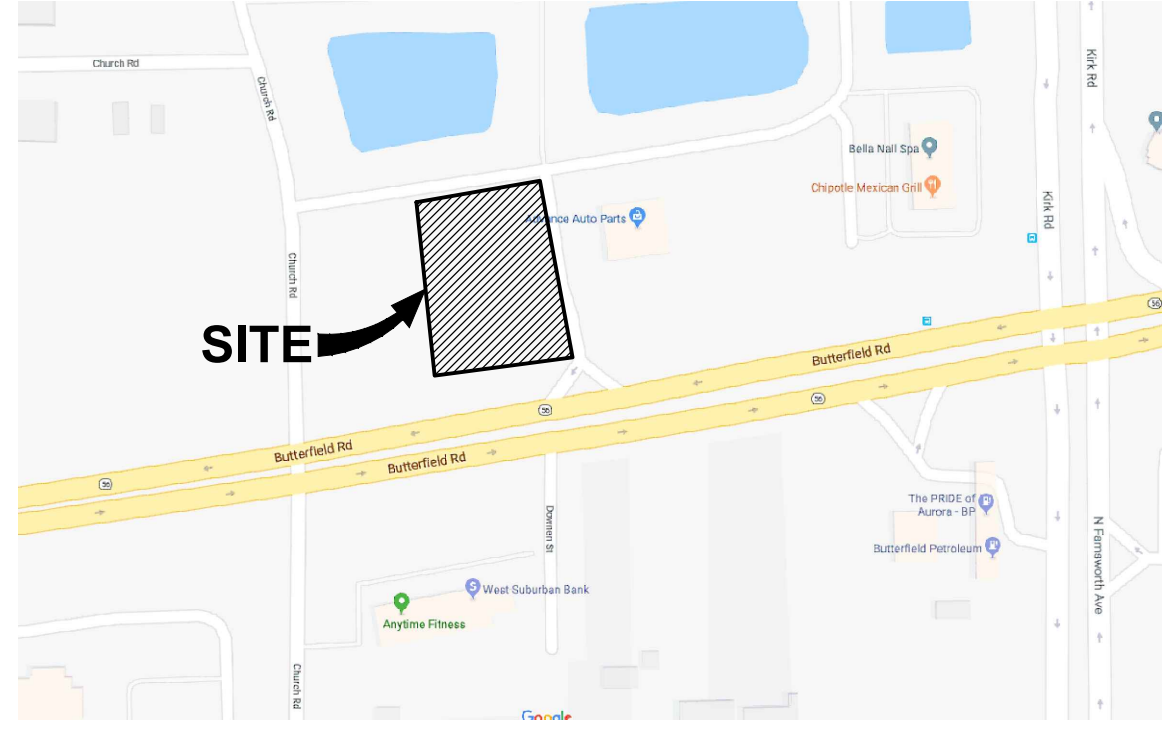 Church Rd
Church Rd
Kirk Rd
Bella Nail Spa
Chipotle Mexican Grill
Kirk Rd
Advance Auto Parts
Church Rd
56
SITE
Butterfield Rd
56
56
Butterfield Rd
Butterfield Rd
56
The PRIDE of
Aurora - BP
Downen St
N Farnsworth Ave
Butterfield Petroleum
West Suburban Bank
Anytime Fitness
Church Rd
Google